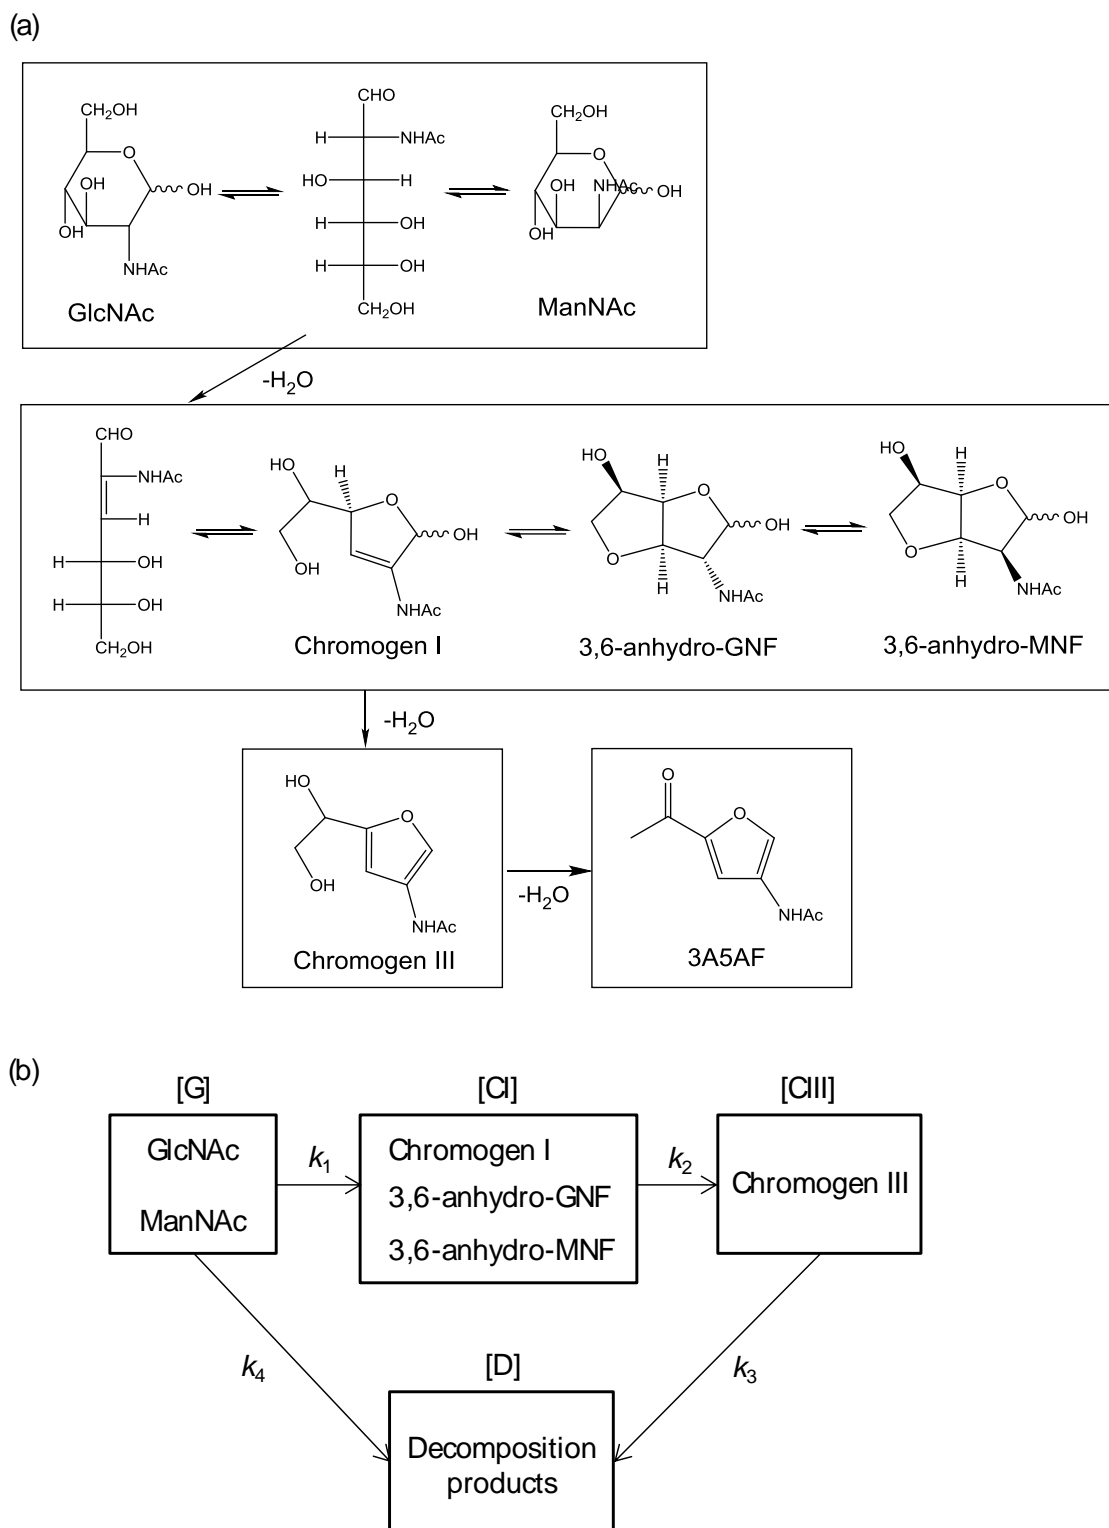 (a)
CH2OH
O
OH
OH
OH
NHAc
GlcNAc
CHO
H
NHAc
HO
H
H
OH
H
OH
CH2OH
CH2OH
O
OH
NHAc
OH
OH
ManNAc
-H2O
CHO
NHAc
H
H
OH
H
OH
CH2OH
HO
H
O
OH
OH
NHAc
Chromogen I
HO
H
O
OH
O
H
NHAc
3,6-anhydro-GNF
HO
H
O
OH
O
H
NHAc
3,6-anhydro-MNF
-H2O
HO
O
OH
NHAc
Chromogen III
-H2O
O
O
NHAc
3A5AF
(b)
[G]
[CI]
[CIII]
GlcNAc
ManNAc
k1
Chromogen I
3,6-anhydro-GNF
3,6-anhydro-MNF
k2
Chromogen III
k4
[D]
k3
Decomposition
products